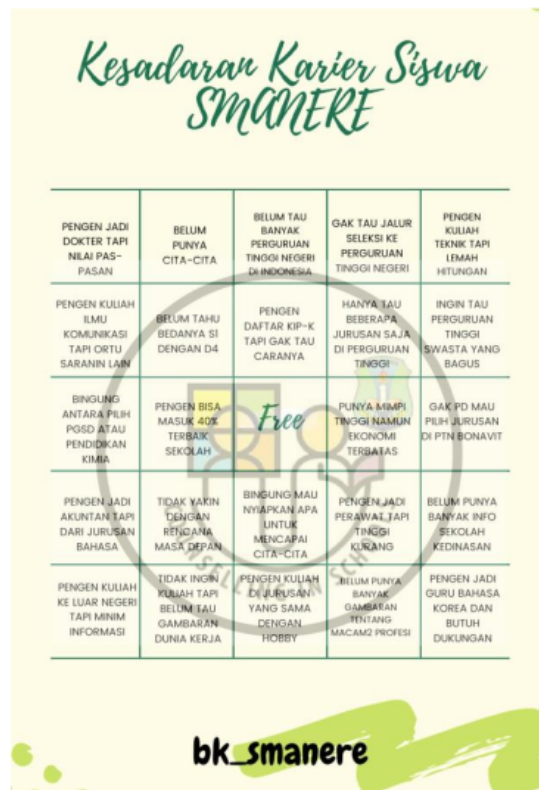 Kesadaran Karier Siswa
SMANERE
PENGEN JADI
DOKTER TAPI
NILAI PAS-
PASAN
BELUM
PUNYA
CITA-CITA
BELUM TAU
BANYAK
PERGURUAN
TINGGI NEGERI
DI INDONESIA
GAK TAU JALUR
SELEKSI KE
PERGURUAN
TINGGI NEGERI
PENGEN
KULIAH
TEKNIK TAPI
LEMAH
HITUNGAN
PENGEN KULIAH
ILMU
KOMUNIKASI
TAPI ORTU
SARANIN LAIN
BELUM TAHU
BEDANYA S1
DENGAN D4
PENGEN
DAFTAR KIP-K
TAPI GAK TAU
CARANYA
HANYA TAU
BEBERAPA
JURUSAN SAJA
DI PERGURUAN
TINGGI
INGIN TAU
PERGURUAN
TINGGI
SWASTA YANG
BAGUS
BINGUNG
ANTARA PILIH
PGSD ATAU
PENDIDIKAN
KIMIA
PENGEN BISA
MASUK 40%
TERBAIK
SEKOLAH
Free
PUNYA MIMPI
TINGGI NAMUN
EKONOMI
TERBATAS
GAK PD MAU
PILIH JURUSAN
DI PTN BONAVIT
PENGEN JADI
AKUNTAN TAPI
DARI JURUSAN
BAHASA
TIDAK YAKIN
DENGAN
RENCANA
MASA DEPAN
BINGUNG MAU
NYIAPKAN APA
UNTUK
MENCAPAI
CITA-CITA
PENGEN JADI
PERAWAT TAPI
TINGGI
KURANG
BELUM PUNYA
BANYAK INFO
SEKOLAH
KEDINASAN
PENGEN KULIAH
KE LUAR NEGERI
TAPI MINIM
INFORMASI
TIDAK INGIN
KULIAH TAPI
BELUM TAU
GAMBARAN
DUNIA KERJA
PENGEN KULIAH
DI JURUSAN
YANG SAMA
DENGAN
HOBBY
BELUM PUNYA
BANYAK
GAMBARAN
TENTANG
MACAM2 PROFESI
PENGEN JADI
GURU BAHASA
KOREA DAN
BUTUH
DUKUNGAN
bk_smanere